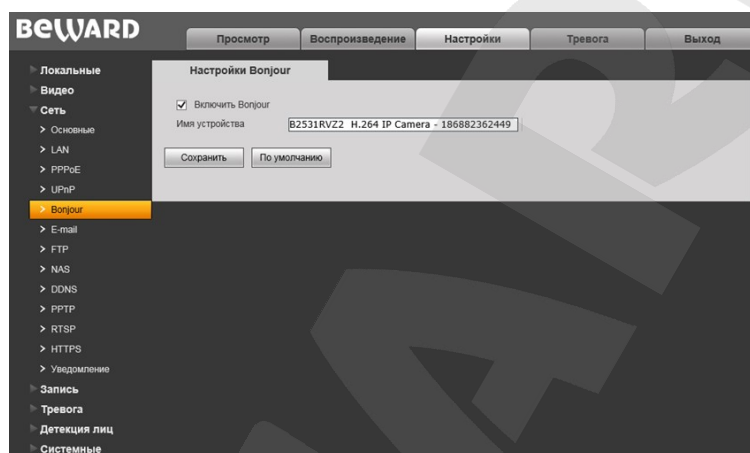 BEWARD
Просмотр
Воспроизведение
Настройки
Тревога
Выход
Локальные
Видео
Сеть
Основные
LAN
PPPoE
UPnP
Bonjour
E-mail
FTP
NAS
DDNS
PPTP
RTSP
HTTPS
Уведомление
Запись
Тревога
Детекция лиц
Системные
Настройки Bonjour
Включить Bonjour
Имя устройства B2531RVZ2 H.264 IP Camera - 186882362449
Сохранить По умолчанию